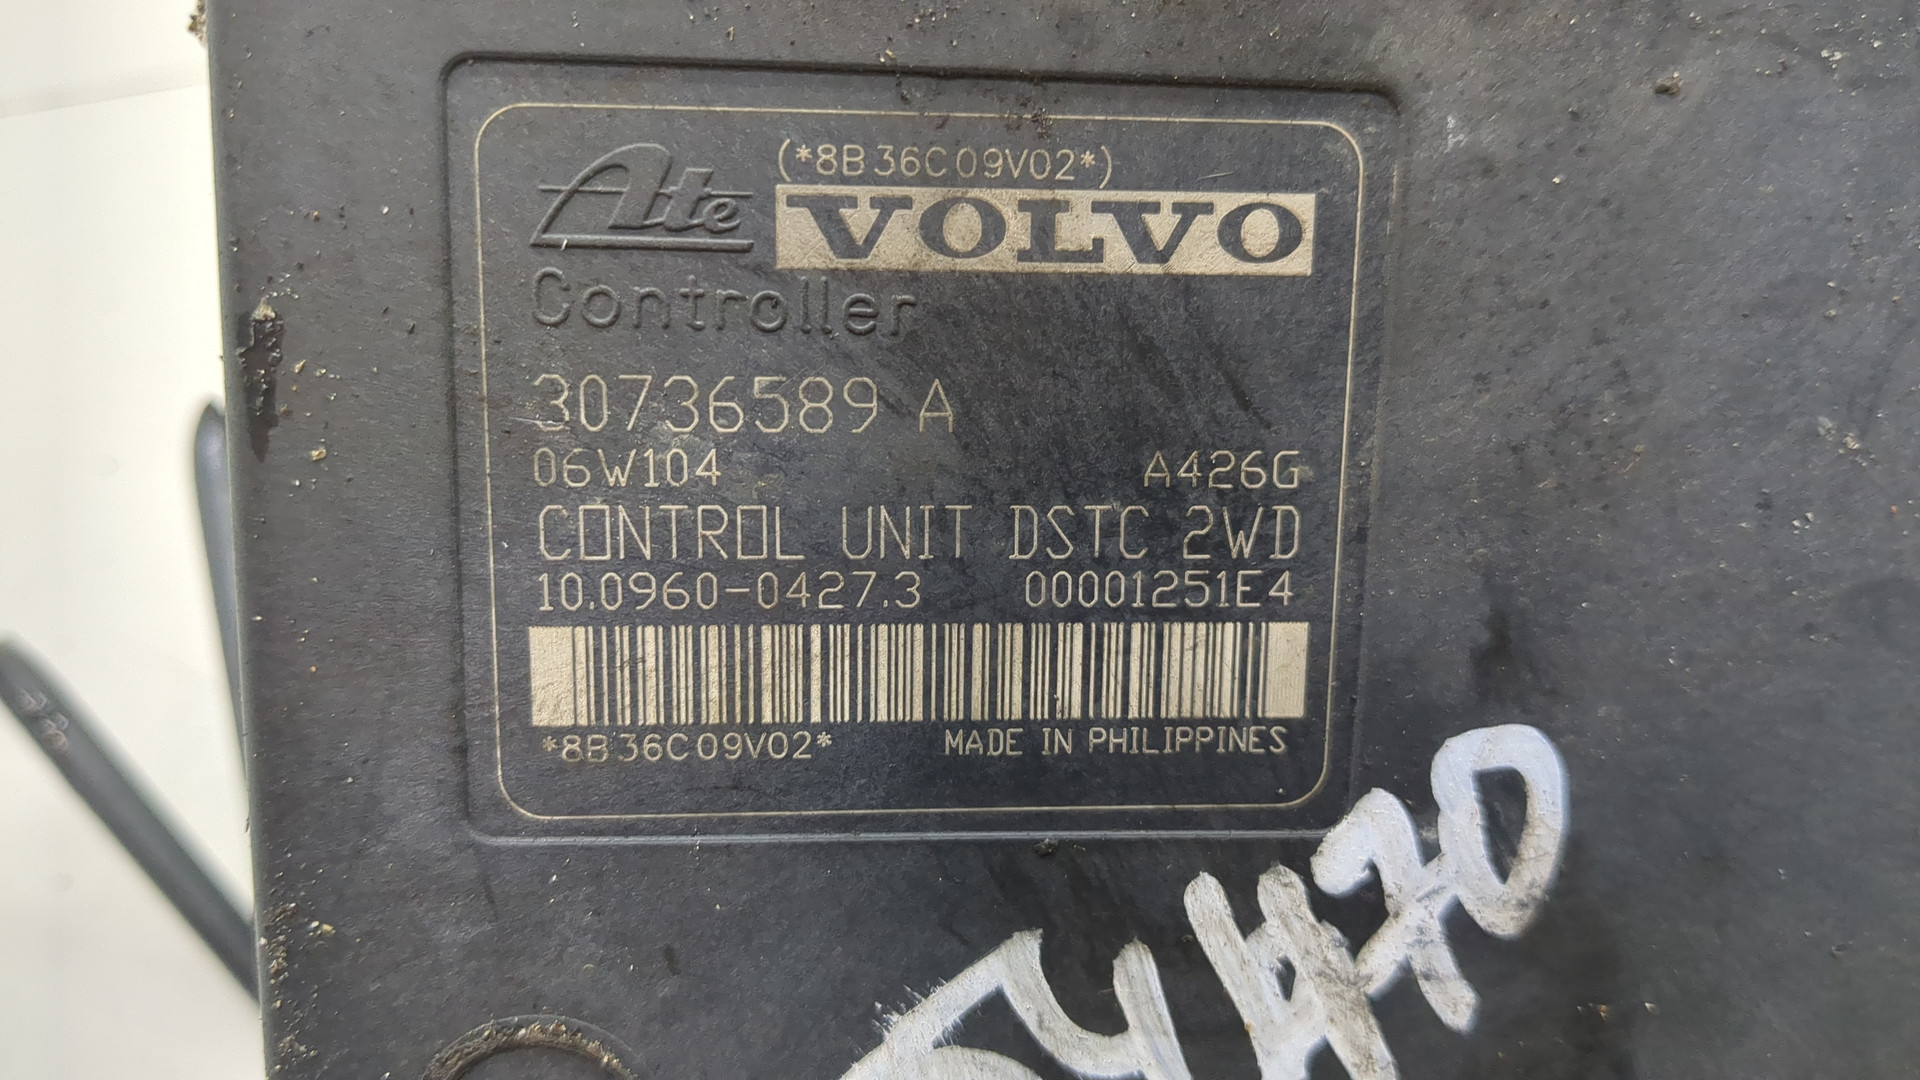 (*8B36C09V02*)
Ate VOLVO
Controller
30736589 A
06W104 A426G
CONTROL UNIT DSTC 2WD
10.0960-0427.3 00001251E4
*8B36C09V02* MADE IN PHILIPPINES